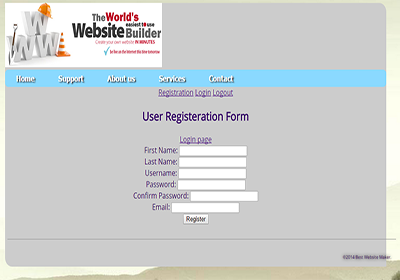 The World's
easiest to use
Website Builder
Create your own website IN MINUTES
be live on the internet this time tomorrow
WWW
Home Support About us Services Contact
Registration Login Logout
User Registeration Form
Login page
First Name:
Last Name:
Username:
Password:
Confirm Password:
Email:
Register
©2014 Best Website Maker